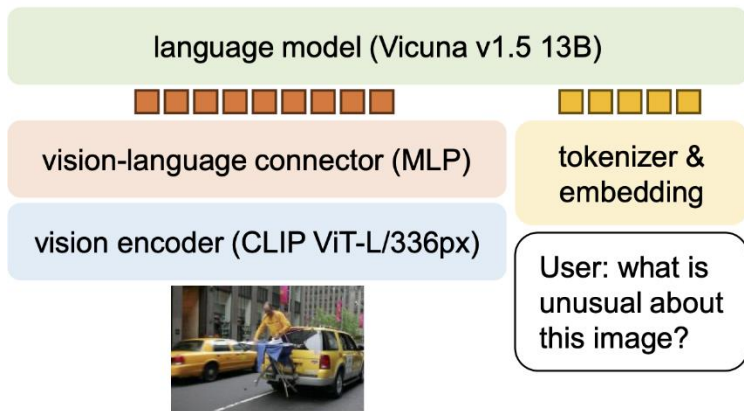 language model (Vicuna v1.5 13B)
vision-language connector (MLP)
tokenizer &
embedding
vision encoder (CLIP ViT-L/336px)
User: what is
unusual about
this image?